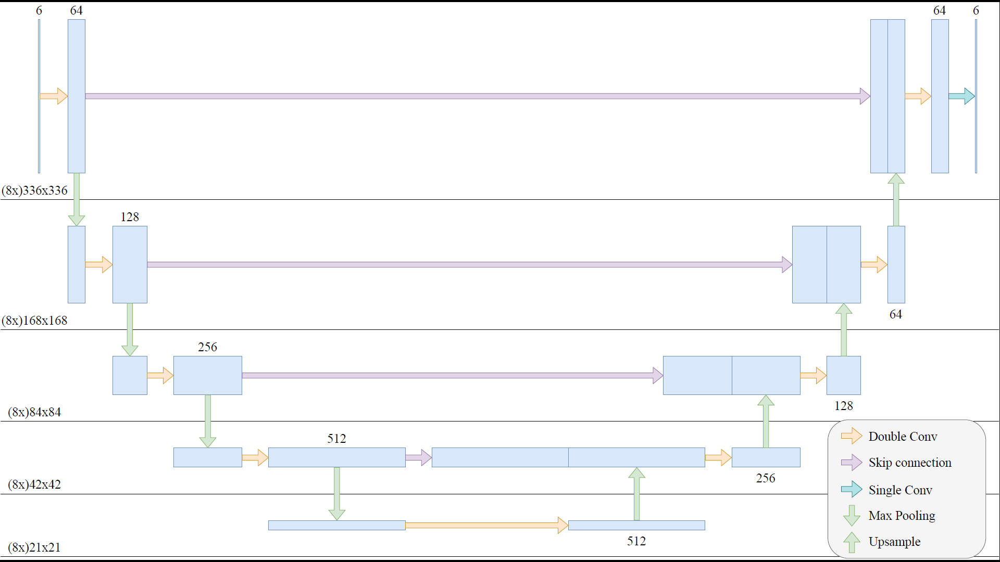 6
64
64
6
(8x)336x336
128
(8x)168x168
64
256
(8x)84x84
128
512
(8x)42x42
256
(8x)21x21
512
Double Conv
Skip connection
Single Conv
Max Pooling
Upsample